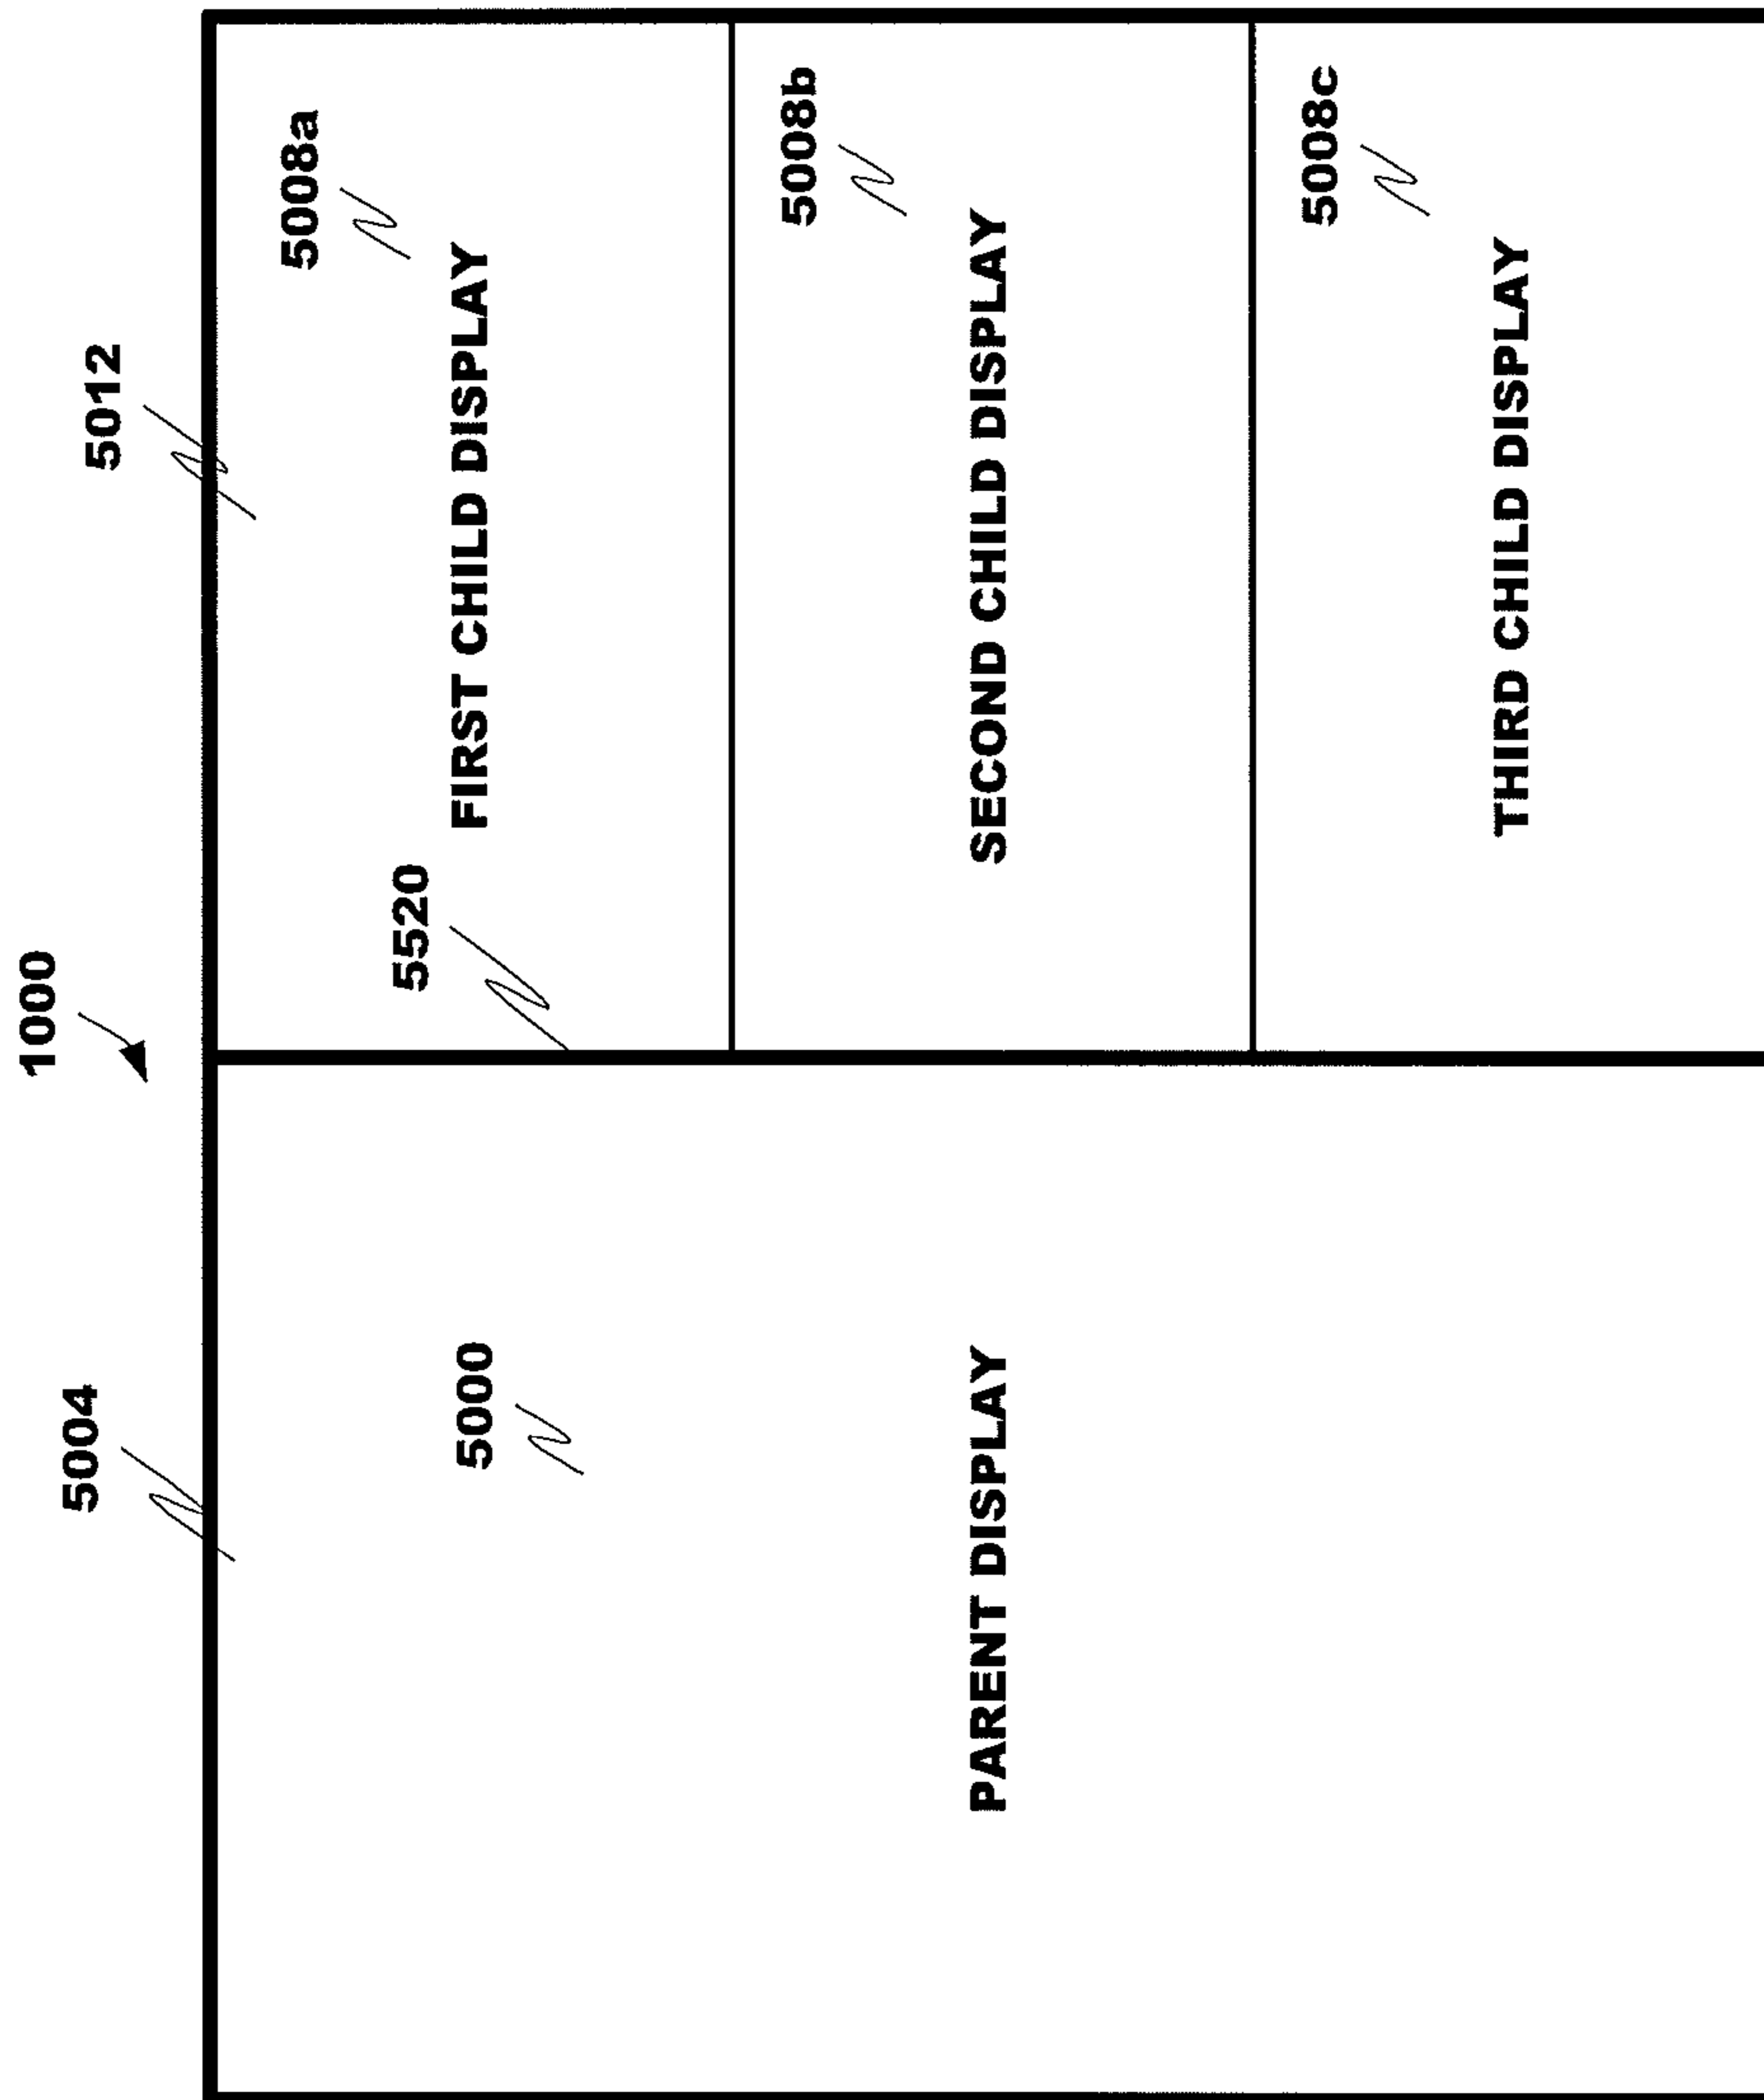 1000
5004
5012
5000
PARENT DISPLAY
5520
5008a
FIRST CHILD DISPLAY
5008b
SECOND CHILD DISPLAY
5008c
THIRD CHILD DISPLAY